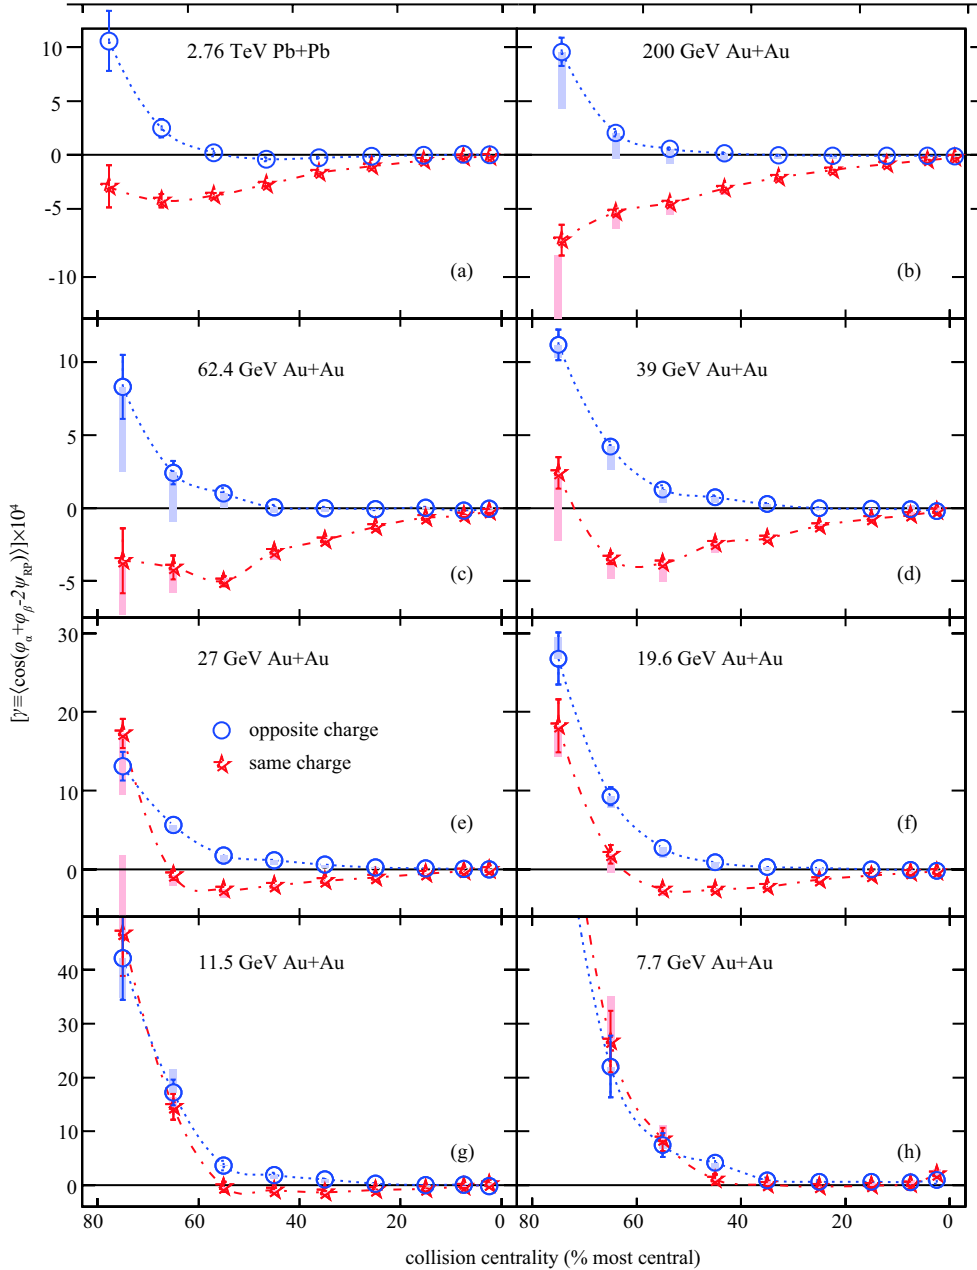 2.76 TeV Pb+Pb
200 GeV Au+Au
10
5
0
-5
-10
(a)
(b)
62.4 GeV Au+Au
39 GeV Au+Au
10
5
0
-5
(c)
(d)
[γ≡⟨cos(φα+φβ-2ψRP)⟩]×10⁴
27 GeV Au+Au
19.6 GeV Au+Au
30
20
10
0
opposite charge
same charge
(e)
(f)
11.5 GeV Au+Au
7.7 GeV Au+Au
40
30
20
10
0
(g)
(h)
80 60 40 20 0 80 60 40 20 0
collision centrality (% most central)